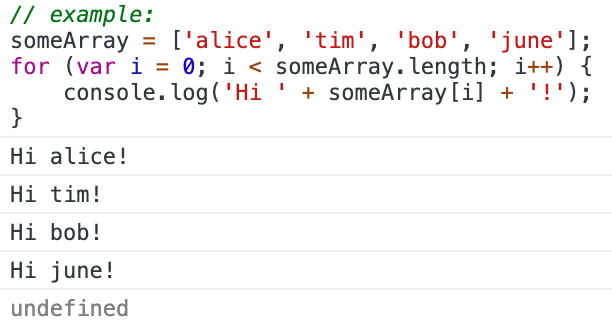 // example:
someArray = ['alice', 'tim', 'bob', 'june'];
for (var i = 0; i < someArray.length; i++) {
    console.log('Hi ' + someArray[i] + '!');
}
Hi alice!
Hi tim!
Hi bob!
Hi june!
undefined